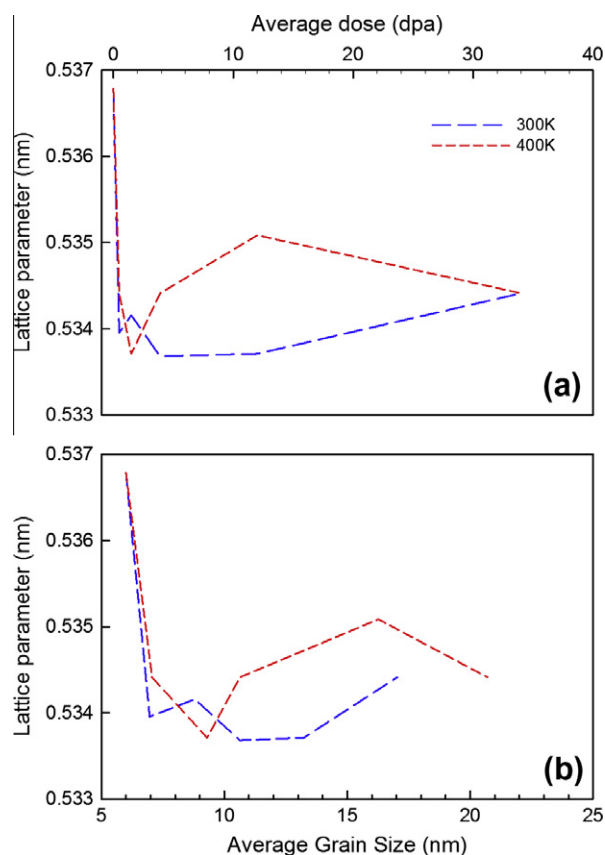 Average dose (dpa)
0 10 20 30 40
0.537
0.536
0.535
0.534
0.533
Lattice parameter (nm)
300K
400K
(a)
0.537
0.536
0.535
0.534
0.533
Lattice parameter (nm)
(b)
5 10 15 20 25
Average Grain Size (nm)